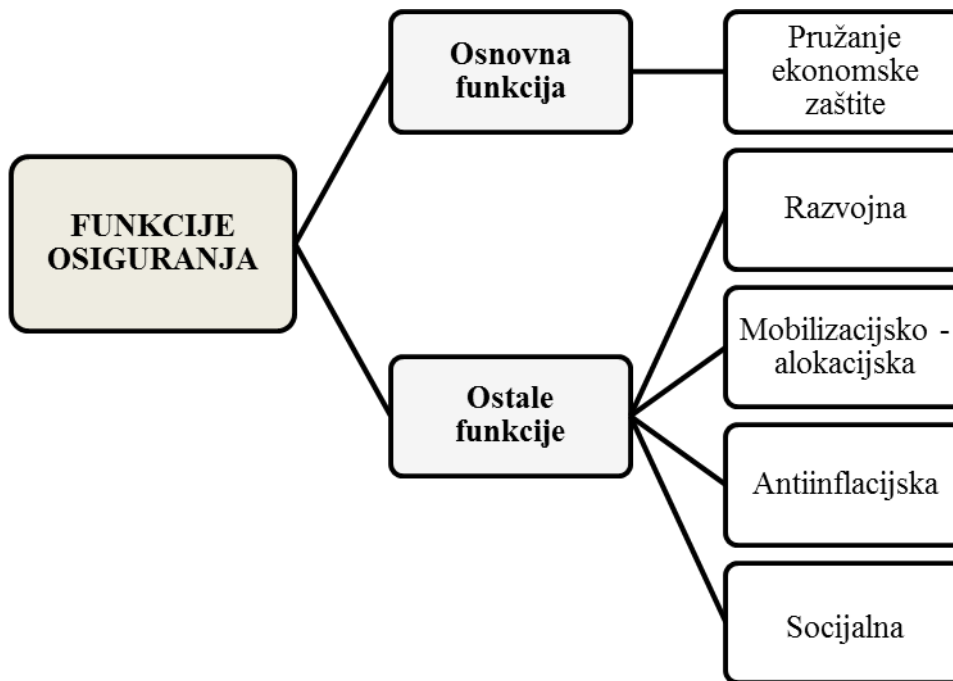 FUNKCIJE
OSIGURANJA
Osnovna
funkcija
Pružanje
ekonomske
zaštite
Ostale
funkcije
Razvojna
Mobilizacijsko -
alokacijska
Antiinflacijska
Socijalna